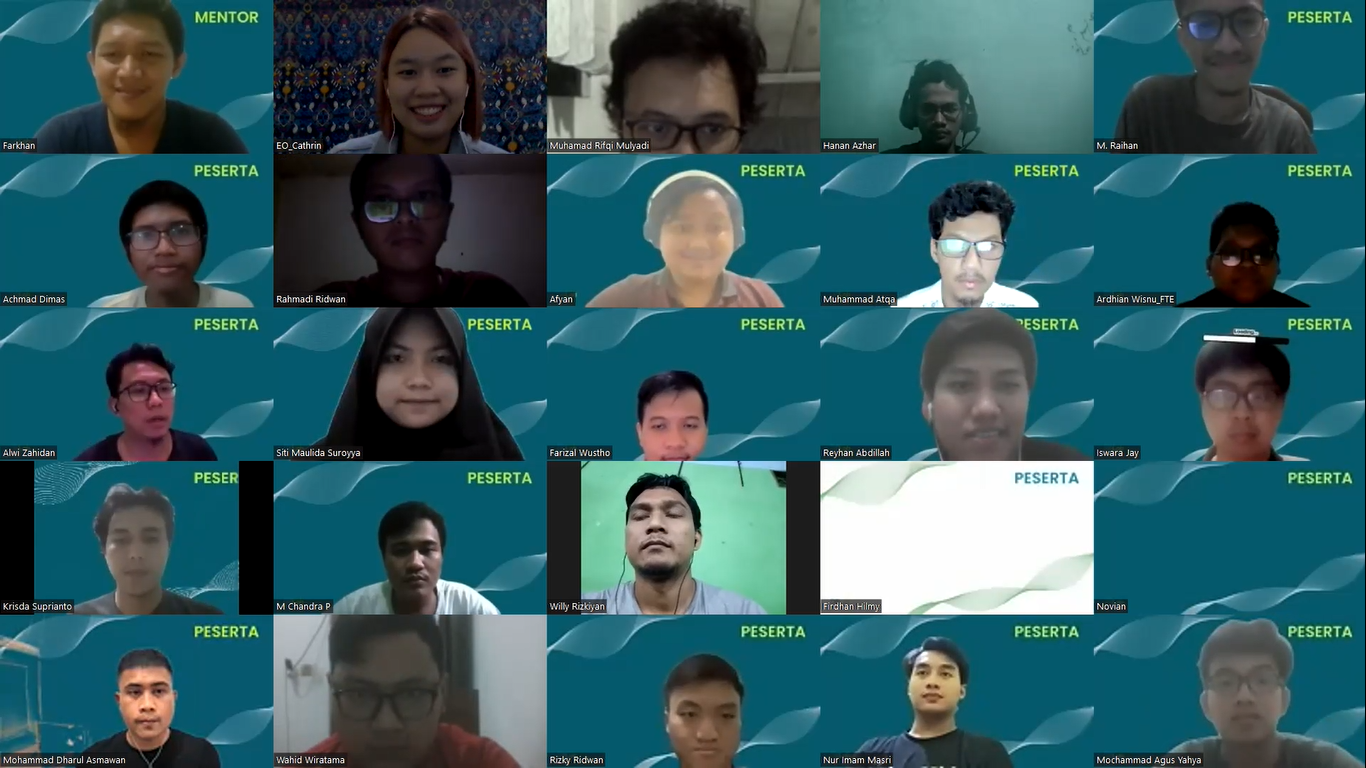 MENTOR
Farkhan
EO_Cathrin
Muhamad Rifqi Mulyadi
Hanan Azhar
PESERTA
M. Raihan
PESERTA
Achmad Dimas
Rahmadi Ridwan
PESERTA
Afyan
PESERTA
Muhammad Atqa
PESERTA
Ardhian Wisnu_FTE
PESERTA
Alwi Zahidan
PESERTA
Siti Maulida Suroyya
PESERTA
Farizal Wustho
PESERTA
Reyhan Abdillah
PESERTA
Loading...
Iswara Jay
PESER
Krisda Suprianto
PESERTA
M Chandra P
Willy Rizkiyan
PESERTA
Firdhan Hilmy
PESERTA
Novian
PESERTA
Mohammad Dharul Asmawan
Wahid Wiratama
PESERTA
Rizky Ridwan
PESERTA
Nur Imam Masri
PESERTA
Mochammad Agus Yahya